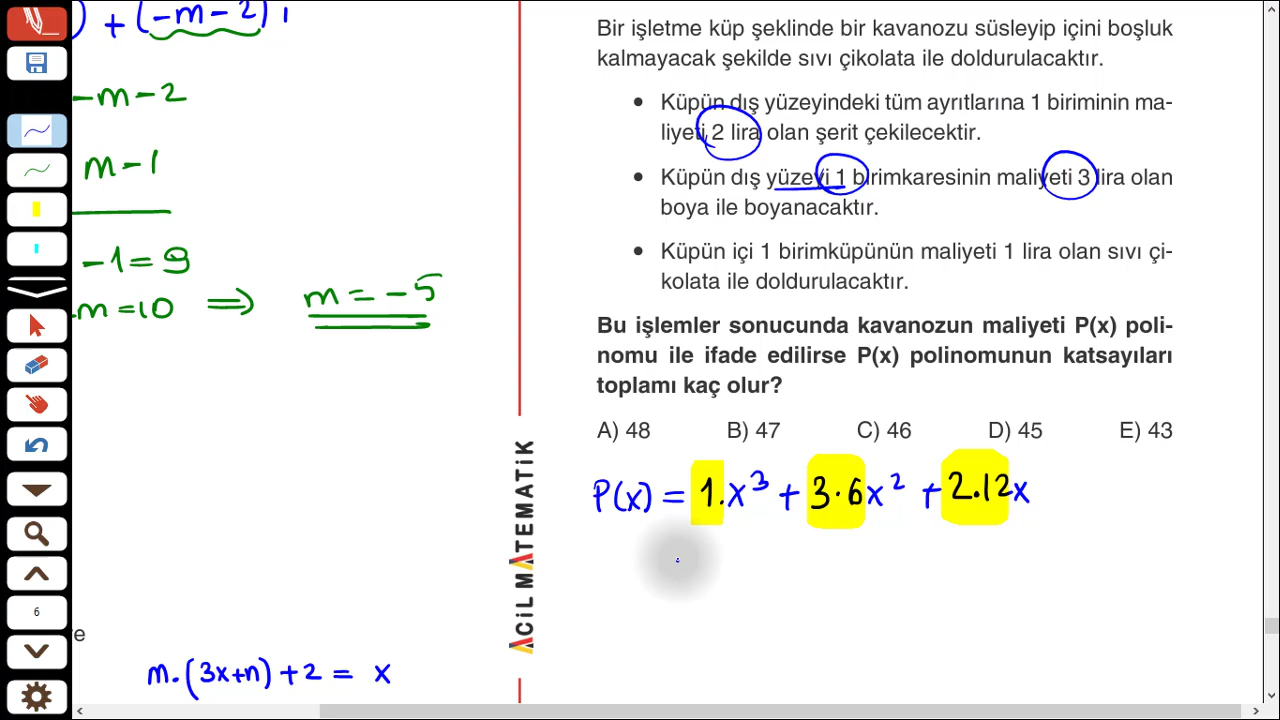 ) + (-m-2) 1
-m-2
m-1
-1=9
m=10 ⇒ m=-5
e
m.(3x+n)+2 = x
Bir işletme küp şeklinde bir kavanozu süsleyip içini boşluk
kalmayacak şekilde sıvı çikolata ile doldurulacaktır.
• Küpün dış yüzeyindeki tüm ayrıtlarına 1 biriminin ma-
liyeti 2 lira olan şerit çekilecektir.
• Küpün dış yüzeyi 1 birimkaresinin maliyeti 3 lira olan
boya ile boyanacaktır.
• Küpün içi 1 birimküpünün maliyeti 1 lira olan sıvı çi-
kolata ile doldurulacaktır.
Bu işlemler sonucunda kavanozun maliyeti P(x) poli-
nomu ile ifade edilirse P(x) polinomunun katsayıları
toplamı kaç olur?
A) 48 B) 47 C) 46 D) 45 E) 43
P(x) = 1.x³ + 3.6x² + 2.12x
ACiL MATEMATiK
6